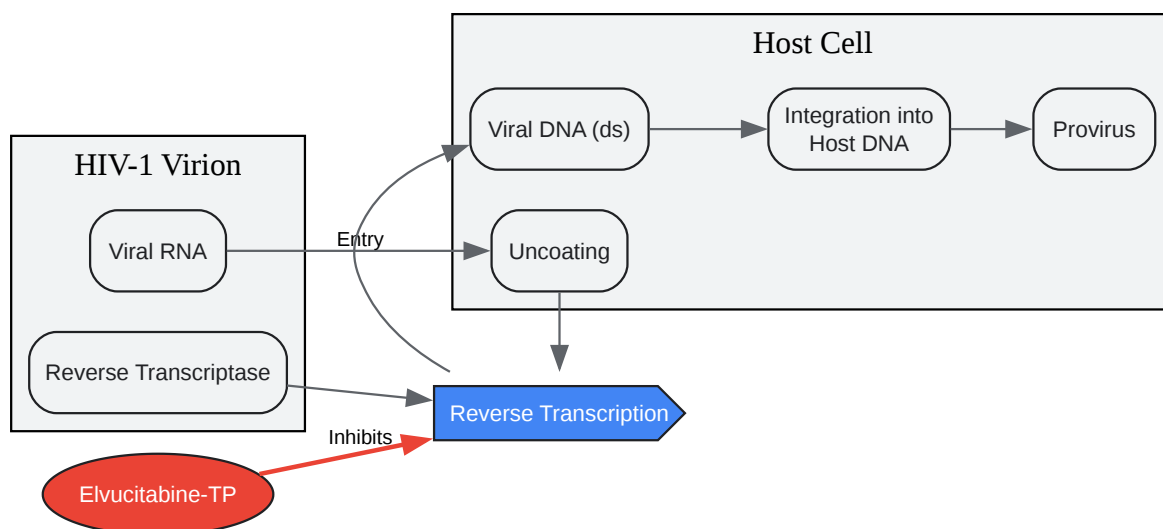 Host Cell
Viral DNA (ds)
Integration into
Host DNA
Provirus
HIV-1 Virion
Viral RNA
Entry
Uncoating
Reverse Transcriptase
Reverse Transcription
Inhibits
Elvucitabine-TP